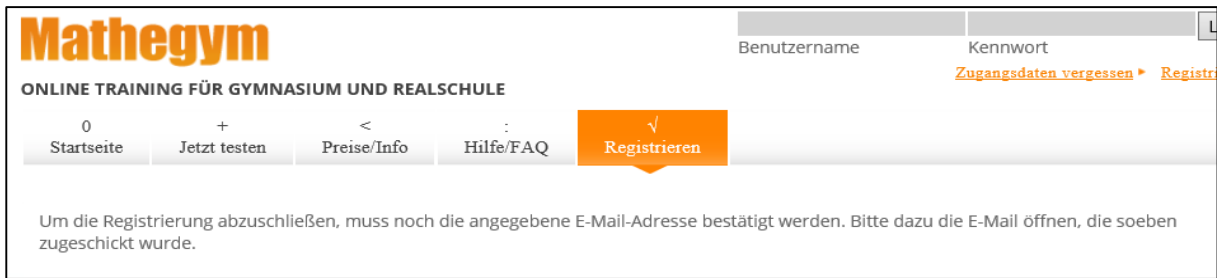 Mathegym
Benutzername Kennwort
Zugangsdaten vergessen
ONLINE TRAINING FÜR GYMNASIUM UND REALSCHULE
0 + < : √
Startseite Jetzt testen Preise/Info Hilfe/FAQ Registrieren
Um die Registrierung abzuschließen, muss noch die angegebene E-Mail-Adresse bestätigt werden. Bitte dazu die E-Mail öffnen, die soeben
zugeschickt wurde.